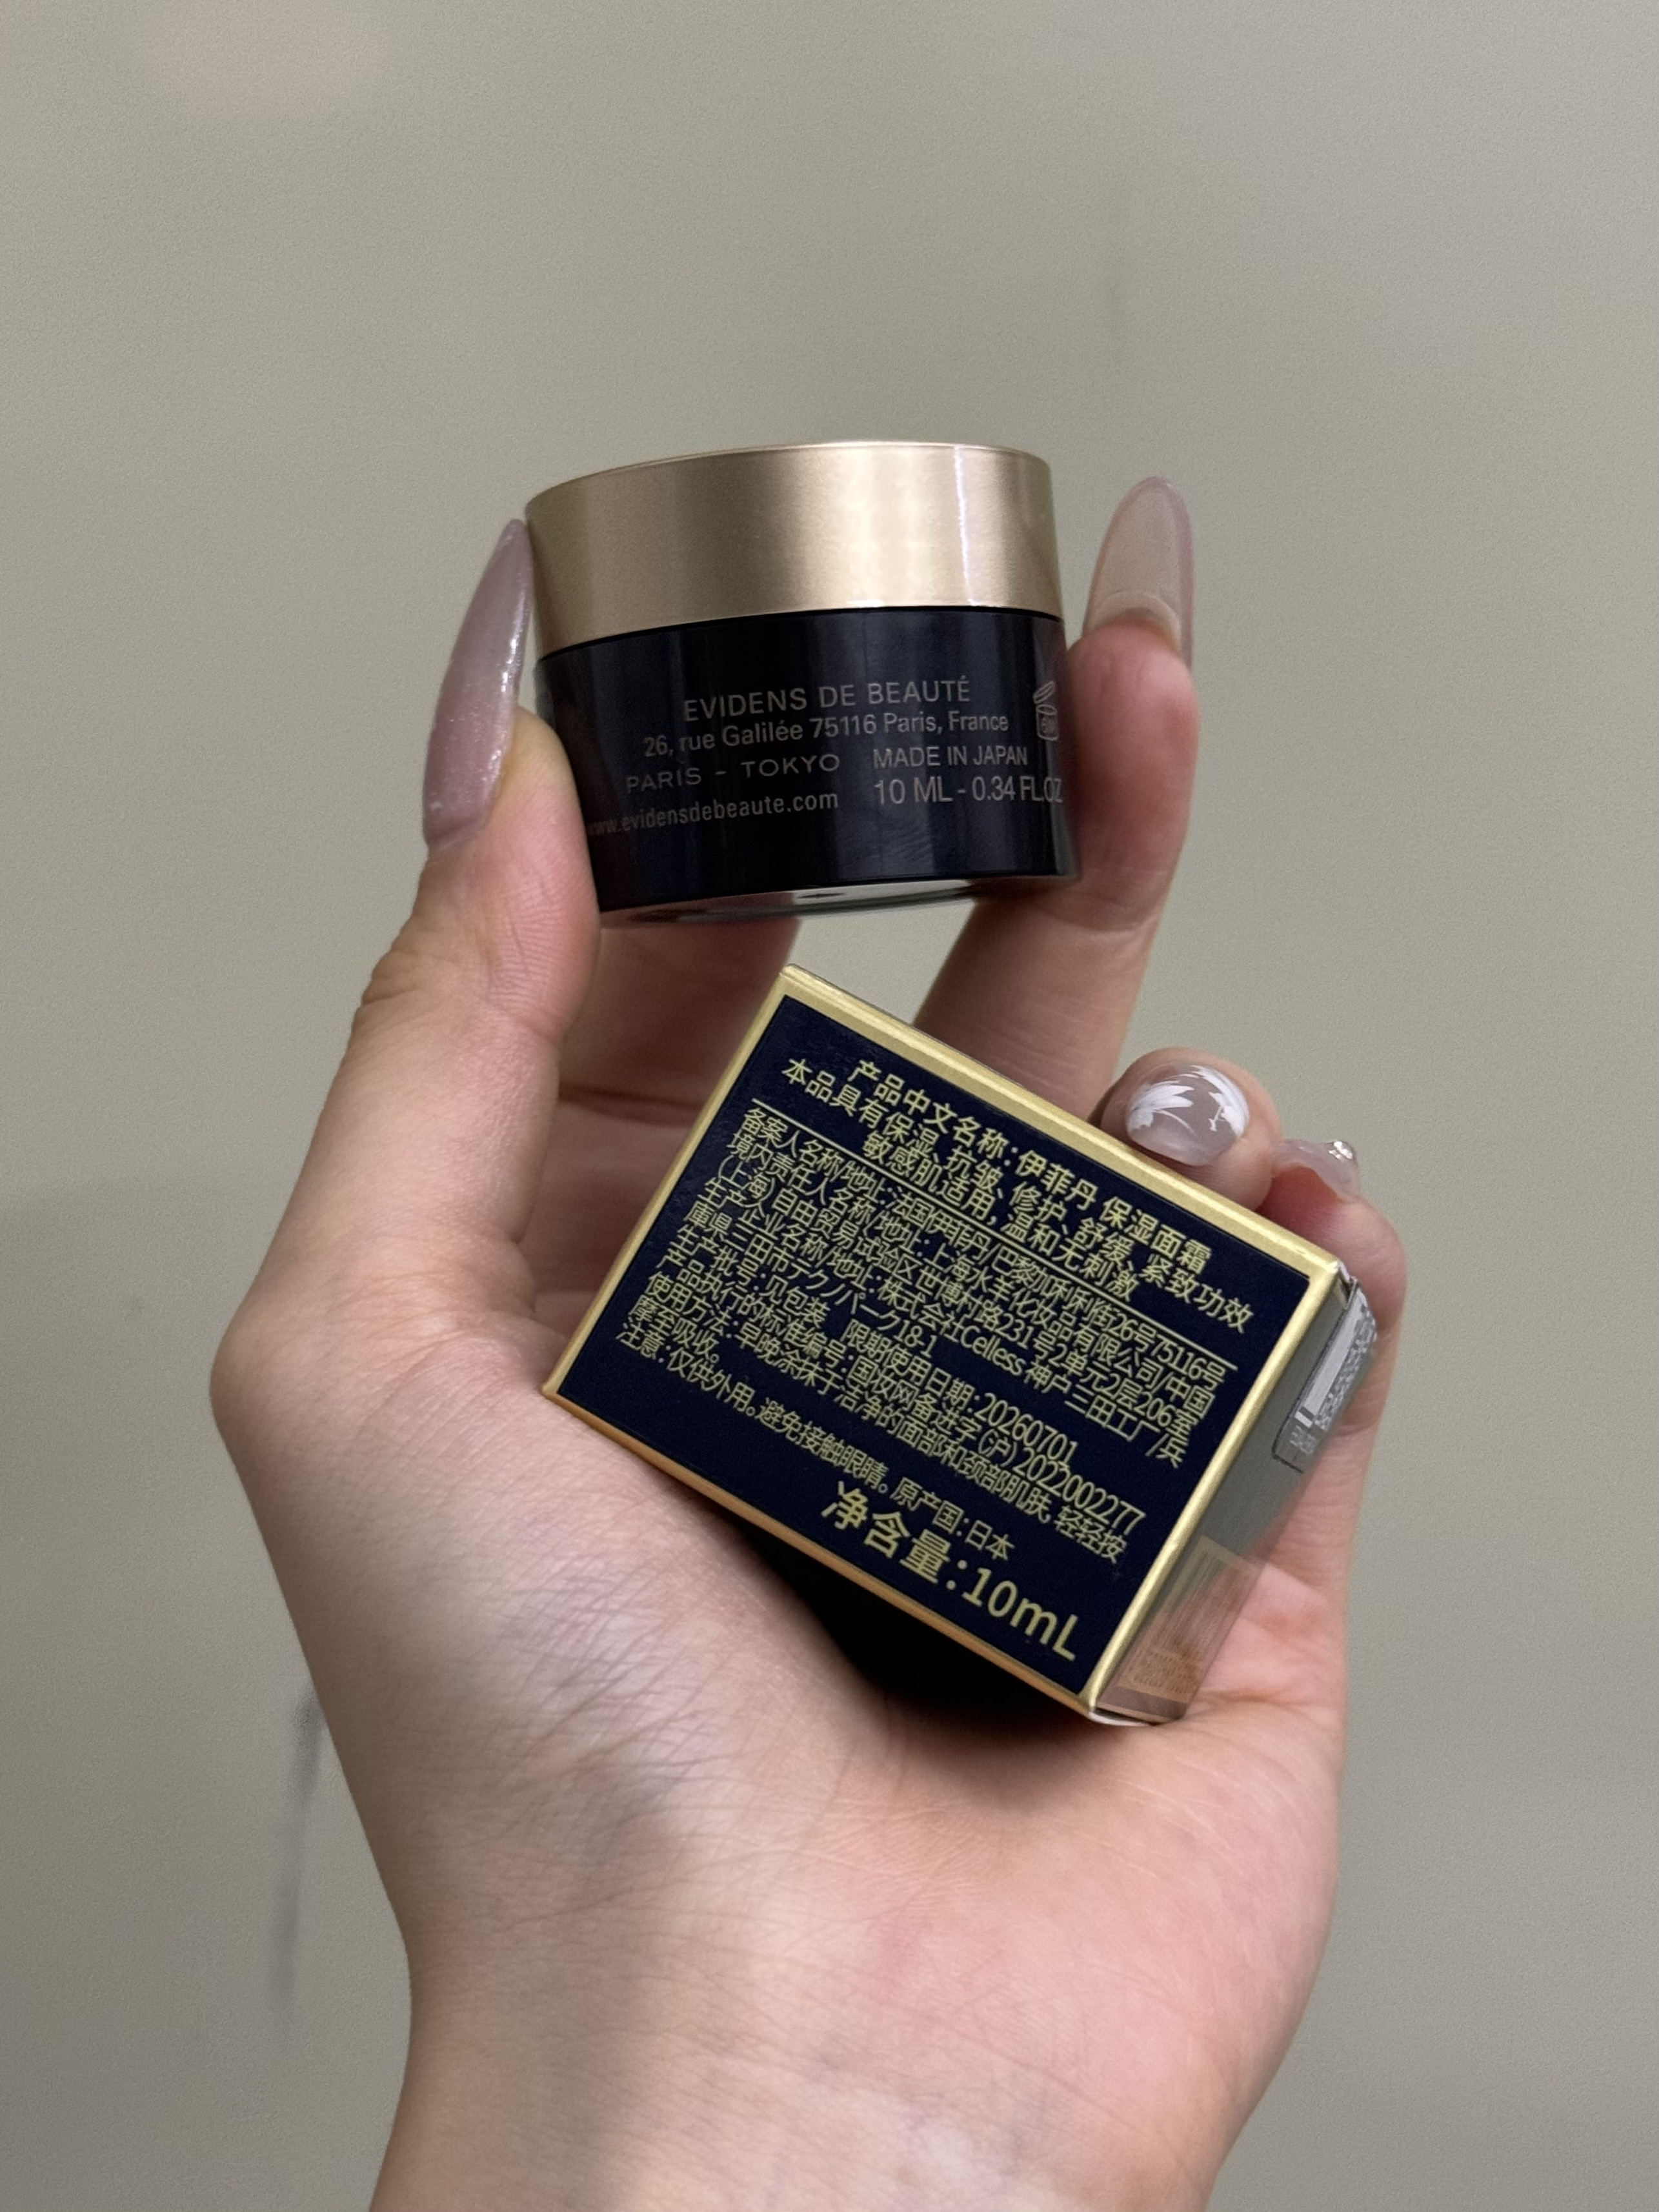 EVIDENS DE BEAUTÉ
26, rue Galilée 75116 Paris, France
PARIS - TOKYO MADE IN JAPAN
www.evidensdebeaute.com 10 ML - 0.34 FL.OZ
6M
产品中文名称:伊菲丹 保湿面霜
本品具有保湿、抗皱、修护、舒缓、紧致功效
敏感肌适用,温和无刺激
备案人名称/地址:法国伊菲丹/巴黎咖俐俐街26号75116号
境内责任人名称/地址:上海水羊化妆品有限公司/中国
(上海)自由贸易试验区世博村路231号2单元2层206室
生产企业名称/地址:株式会社Celless 神戸三田工厂/兵
庫県三田市テクノパーク18-1
生产批号:见包装 限期使用日期:20260701
产品执行的标准编号:国妆网备进字(沪)2022002277
使用方法:早晚涂抹于洁净的面部和颈部肌肤,轻轻按
摩至吸收。
注意:仅供外用。避免接触眼睛。原产国:日本
净含量:10mL